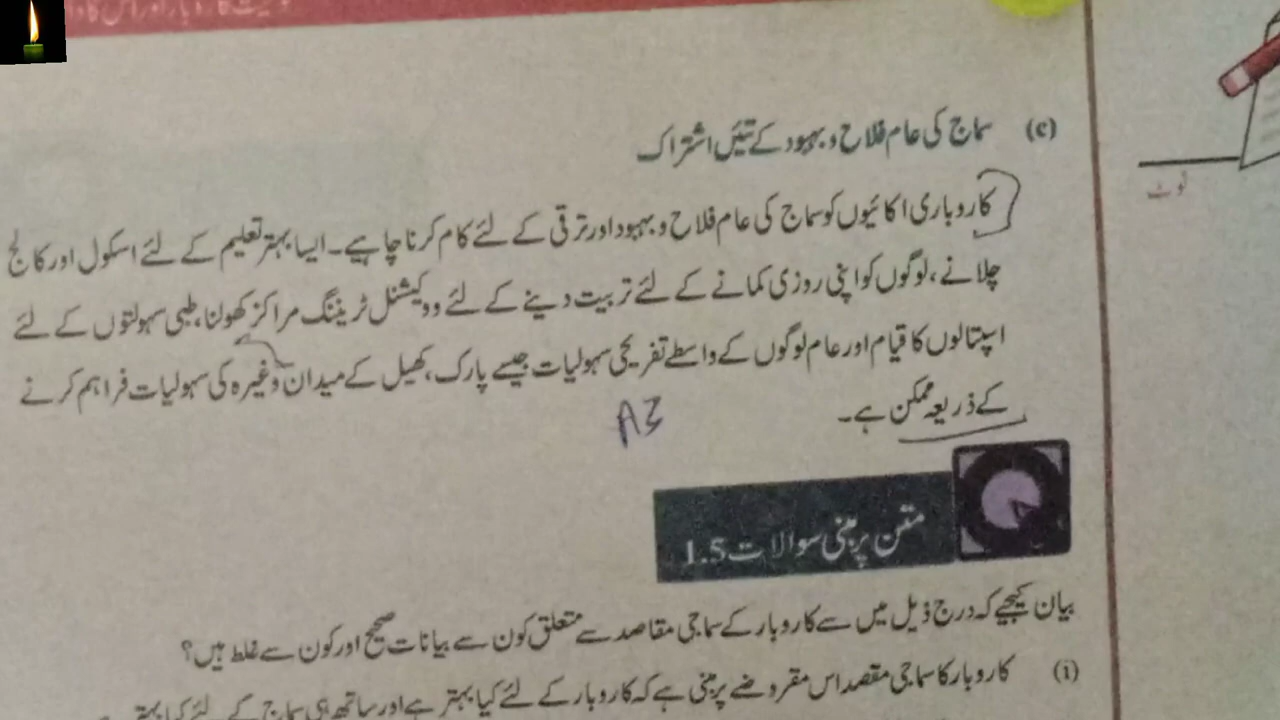 (c) سماج کی عام فلاح و بہبود کے تئیں اشتراک
نوٹ
کاروباری اکائیوں کو سماج کی عام فلاح و بہبود اور ترقی کے لئے کام کرنا چاہیے۔ ایسا بہتر تعلیم کے لئے اسکول اور کالج
چلانے، لوگوں کو اپنی روزی کمانے کے لئے تربیت دینے کے لئے ووکیشنل ٹریننگ مراکز کھولنا، طبی سہولتوں کے لئے
اسپتالوں کا قیام اور عام لوگوں کے واسطے تفریحی سہولیات جیسے پارک، کھیل کے میدان وغیرہ کی سہولیات فراہم کرنے
کے ذریعہ ممکن ہے۔
A3
متن پر مبنی سوالات 1.5
بیان کیجیے کہ درج ذیل میں سے کاروبار کے سماجی مقاصد سے متعلق کون سے بیانات صحیح اور کون سے غلط ہیں؟
(i) کاروبار کا سماجی مقصد اس مفروضے پر مبنی ہے کہ کاروبار کے لئے کیا بہتر ہے اور ساتھ ہی سماج کے لئے کیا بہتر